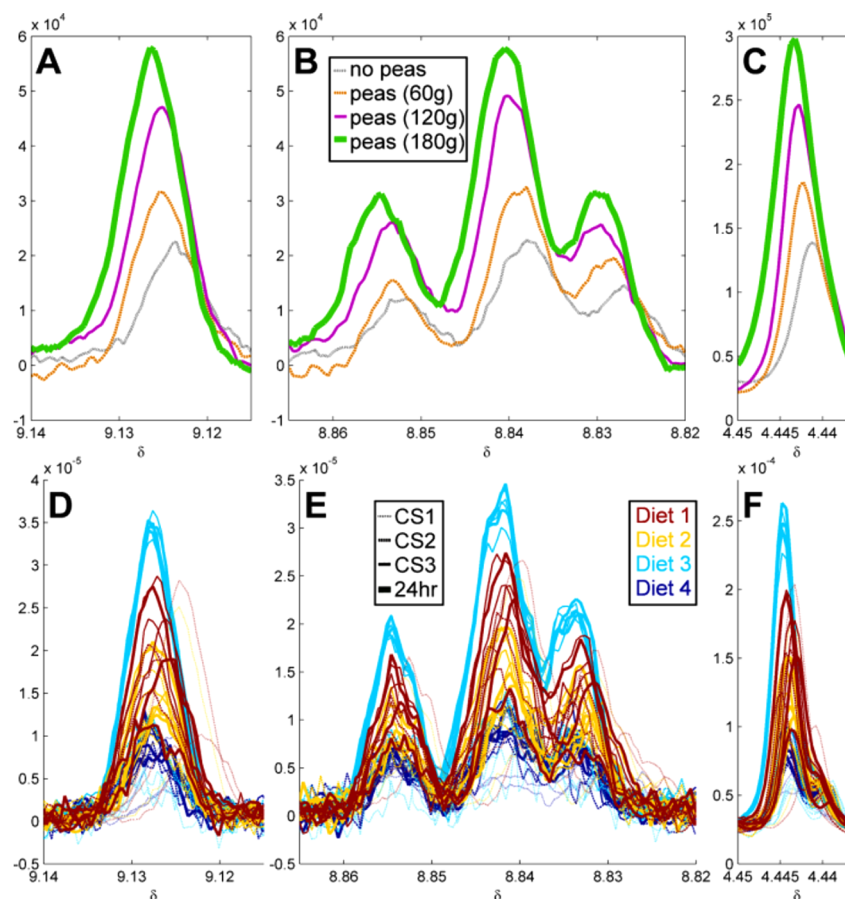 x 10⁴
x 10⁴
x 10⁵
6
5
4
3
2
1
0
-1
A
9.14
9.13
9.12
δ
6
5
4
3
2
1
0
-1
B
no peas
peas (60g)
peas (120g)
peas (180g)
8.86
8.85
8.84
8.83
8.82
δ
3
2.5
2
1.5
1
0.5
0
C
4.45
4.445
4.44
δ
x 10⁻⁵
x 10⁻⁵
x 10⁻⁴
4
3.5
3
2.5
2
1.5
1
0.5
0
-0.5
D
9.14
9.13
9.12
δ
3.5
3
2.5
2
1.5
1
0.5
0
-0.5
E
CS1
CS2
CS3
24hr
Diet 1
Diet 2
Diet 3
Diet 4
8.86
8.85
8.84
8.83
8.82
δ
3
2.5
2
1.5
1
0.5
0
F
4.45
4.445
4.44
δ